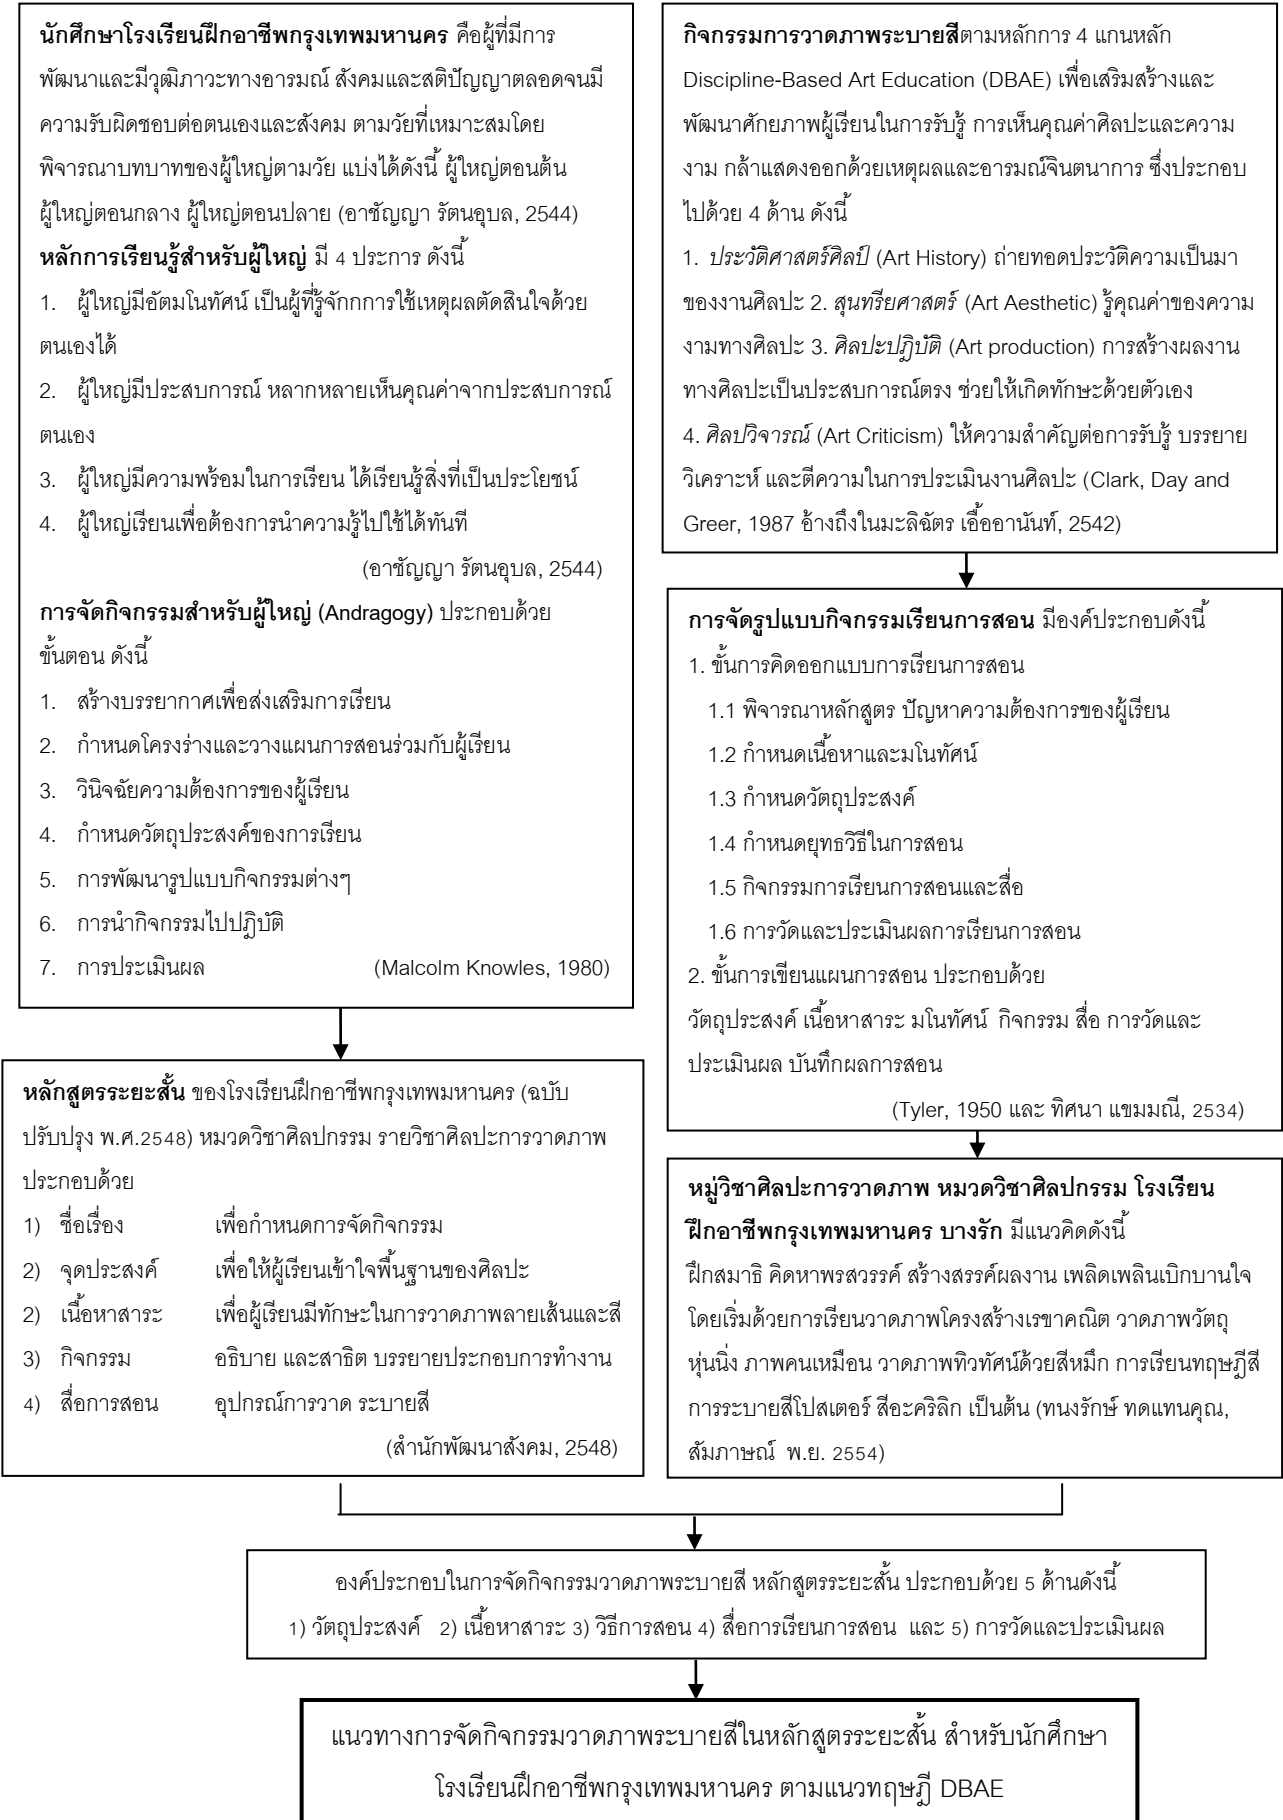 นักศึกษาโรงเรียนฝึกอาชีพกรุงเทพมหานคร คือผู้ที่มีการ
พัฒนาและมีวุฒิภาวะทางอารมณ์ สังคมและสติปัญญาตลอดจนมี
ความรับผิดชอบต่อตนเองและสังคม ตามวัยที่เหมาะสมโดย
พิจารณาบทบาทของผู้ใหญ่ตามวัย แบ่งได้ดังนี้ ผู้ใหญ่ตอนต้น
ผู้ใหญ่ตอนกลาง ผู้ใหญ่ตอนปลาย (อาชัญญา รัตนอุบล, 2544)
หลักการเรียนรู้สำหรับผู้ใหญ่ มี 4 ประการ ดังนี้
1. ผู้ใหญ่มีอัตมโนทัศน์ เป็นผู้ที่รู้จักกการใช้เหตุผลตัดสินใจด้วย
ตนเองได้
2. ผู้ใหญ่มีประสบการณ์ หลากหลายเห็นคุณค่าจากประสบการณ์
ตนเอง
3. ผู้ใหญ่มีความพร้อมในการเรียน ได้เรียนรู้สิ่งที่เป็นประโยชน์
4. ผู้ใหญ่เรียนเพื่อต้องการนำความรู้ไปใช้ได้ทันที
(อาชัญญา รัตนอุบล, 2544)
การจัดกิจกรรมสำหรับผู้ใหญ่ (Andragogy) ประกอบด้วย
ขั้นตอน ดังนี้
1. สร้างบรรยากาศเพื่อส่งเสริมการเรียน
2. กำหนดโครงร่างและวางแผนการสอนร่วมกับผู้เรียน
3. วินิจฉัยความต้องการของผู้เรียน
4. กำหนดวัตถุประสงค์ของการเรียน
5. การพัฒนารูปแบบกิจกรรมต่างๆ
6. การนำกิจกรรมไปปฏิบัติ
7. การประเมินผล (Malcolm Knowles, 1980)
กิจกรรมการวาดภาพระบายสีตามหลักการ 4 แกนหลัก
Discipline-Based Art Education (DBAE) เพื่อเสริมสร้างและ
พัฒนาศักยภาพผู้เรียนในการรับรู้ การเห็นคุณค่าศิลปะและความ
งาม กล้าแสดงออกด้วยเหตุผลและอารมณ์จินตนาการ ซึ่งประกอบ
ไปด้วย 4 ด้าน ดังนี้
1. ประวัติศาสตร์ศิลป์ (Art History) ถ่ายทอดประวัติความเป็นมา
ของงานศิลปะ 2. สุนทรียศาสตร์ (Art Aesthetic) รู้คุณค่าของความ
งามทางศิลปะ 3. ศิลปะปฏิบัติ (Art production) การสร้างผลงาน
ทางศิลปะเป็นประสบการณ์ตรง ช่วยให้เกิดทักษะด้วยตัวเอง
4. ศิลปวิจารณ์ (Art Criticism) ให้ความสำคัญต่อการรับรู้ บรรยาย
วิเคราะห์ และตีความในการประเมินงานศิลปะ (Clark, Day and
Greer, 1987 อ้างถึงในมะลิฉัตร เอื้ออานันท์, 2542)
การจัดรูปแบบกิจกรรมเรียนการสอน มีองค์ประกอบดังนี้
1. ขั้นการคิดออกแบบการเรียนการสอน
1.1 พิจารณาหลักสูตร ปัญหาความต้องการของผู้เรียน
1.2 กำหนดเนื้อหาและมโนทัศน์
1.3 กำหนดวัตถุประสงค์
1.4 กำหนดยุทธวิธีในการสอน
1.5 กิจกรรมการเรียนการสอนและสื่อ
1.6 การวัดและประเมินผลการเรียนการสอน
2. ขั้นการเขียนแผนการสอน ประกอบด้วย
วัตถุประสงค์ เนื้อหาสาระ มโนทัศน์ กิจกรรม สื่อ การวัดและ
ประเมินผล บันทึกผลการสอน
(Tyler, 1950 และ ทิศนา แขมมณี, 2534)
หลักสูตรระยะสั้น ของโรงเรียนฝึกอาชีพกรุงเทพมหานคร (ฉบับ
ปรับปรุง พ.ศ.2548) หมวดวิชาศิลปกรรม รายวิชาศิลปะการวาดภาพ
ประกอบด้วย
1) ชื่อเรื่อง เพื่อกำหนดการจัดกิจกรรม
2) จุดประสงค์ เพื่อให้ผู้เรียนเข้าใจพื้นฐานของศิลปะ
2) เนื้อหาสาระ เพื่อผู้เรียนมีทักษะในการวาดภาพลายเส้นและสี
3) กิจกรรม อธิบาย และสาธิต บรรยายประกอบการทำงาน
4) สื่อการสอน อุปกรณ์การวาด ระบายสี
(สำนักพัฒนาสังคม, 2548)
หมู่วิชาศิลปะการวาดภาพ หมวดวิชาศิลปกรรม โรงเรียน
ฝึกอาชีพกรุงเทพมหานคร บางรัก มีแนวคิดดังนี้
ฝึกสมาธิ คิดหาพรสวรรค์ สร้างสรรค์ผลงาน เพลิดเพลินเบิกบานใจ
โดยเริ่มด้วยการเรียนวาดภาพโครงสร้างเรขาคณิต วาดภาพวัตถุ
หุ่นนิ่ง ภาพคนเหมือน วาดภาพทิวทัศน์ด้วยสีหมึก การเรียนทฤษฎีสี
การระบายสีโปสเตอร์ สีอะคริลิก เป็นต้น (ทนงรักษ์ ทดแทนคุณ,
สัมภาษณ์ พ.ย. 2554)
องค์ประกอบในการจัดกิจกรรมวาดภาพระบายสี หลักสูตรระยะสั้น ประกอบด้วย 5 ด้านดังนี้
1) วัตถุประสงค์ 2) เนื้อหาสาระ 3) วิธีการสอน 4) สื่อการเรียนการสอน และ 5) การวัดและประเมินผล
แนวทางการจัดกิจกรรมวาดภาพระบายสีในหลักสูตรระยะสั้น สำหรับนักศึกษา
โรงเรียนฝึกอาชีพกรุงเทพมหานคร ตามแนวทฤษฎี DBAE